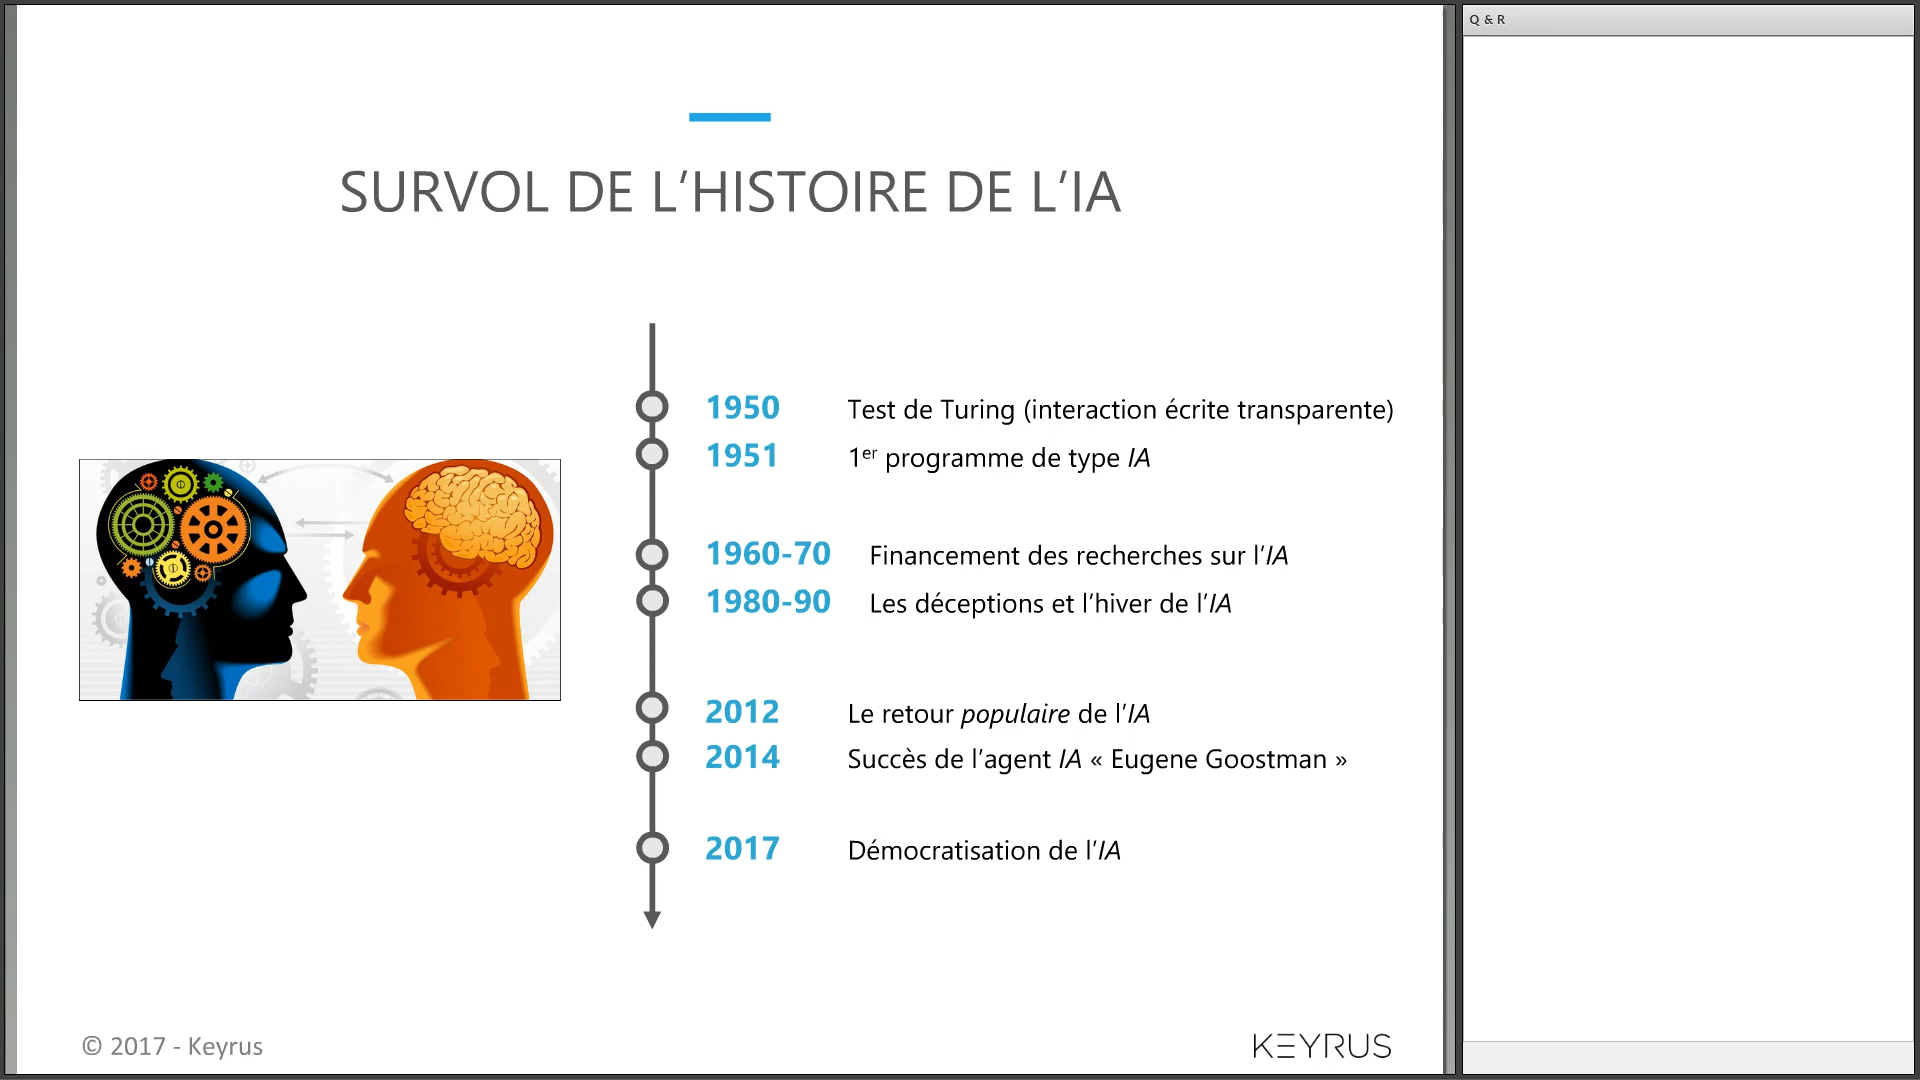 Q & R
SURVOL DE L’HISTOIRE DE L’IA
1950 Test de Turing (interaction écrite transparente)
1951 1er programme de type IA
1960-70 Financement des recherches sur l’IA
1980-90 Les déceptions et l’hiver de l’IA
2012 Le retour populaire de l’IA
2014 Succès de l’agent IA « Eugene Goostman »
2017 Démocratisation de l’IA
© 2017 - Keyrus
KEYRUS